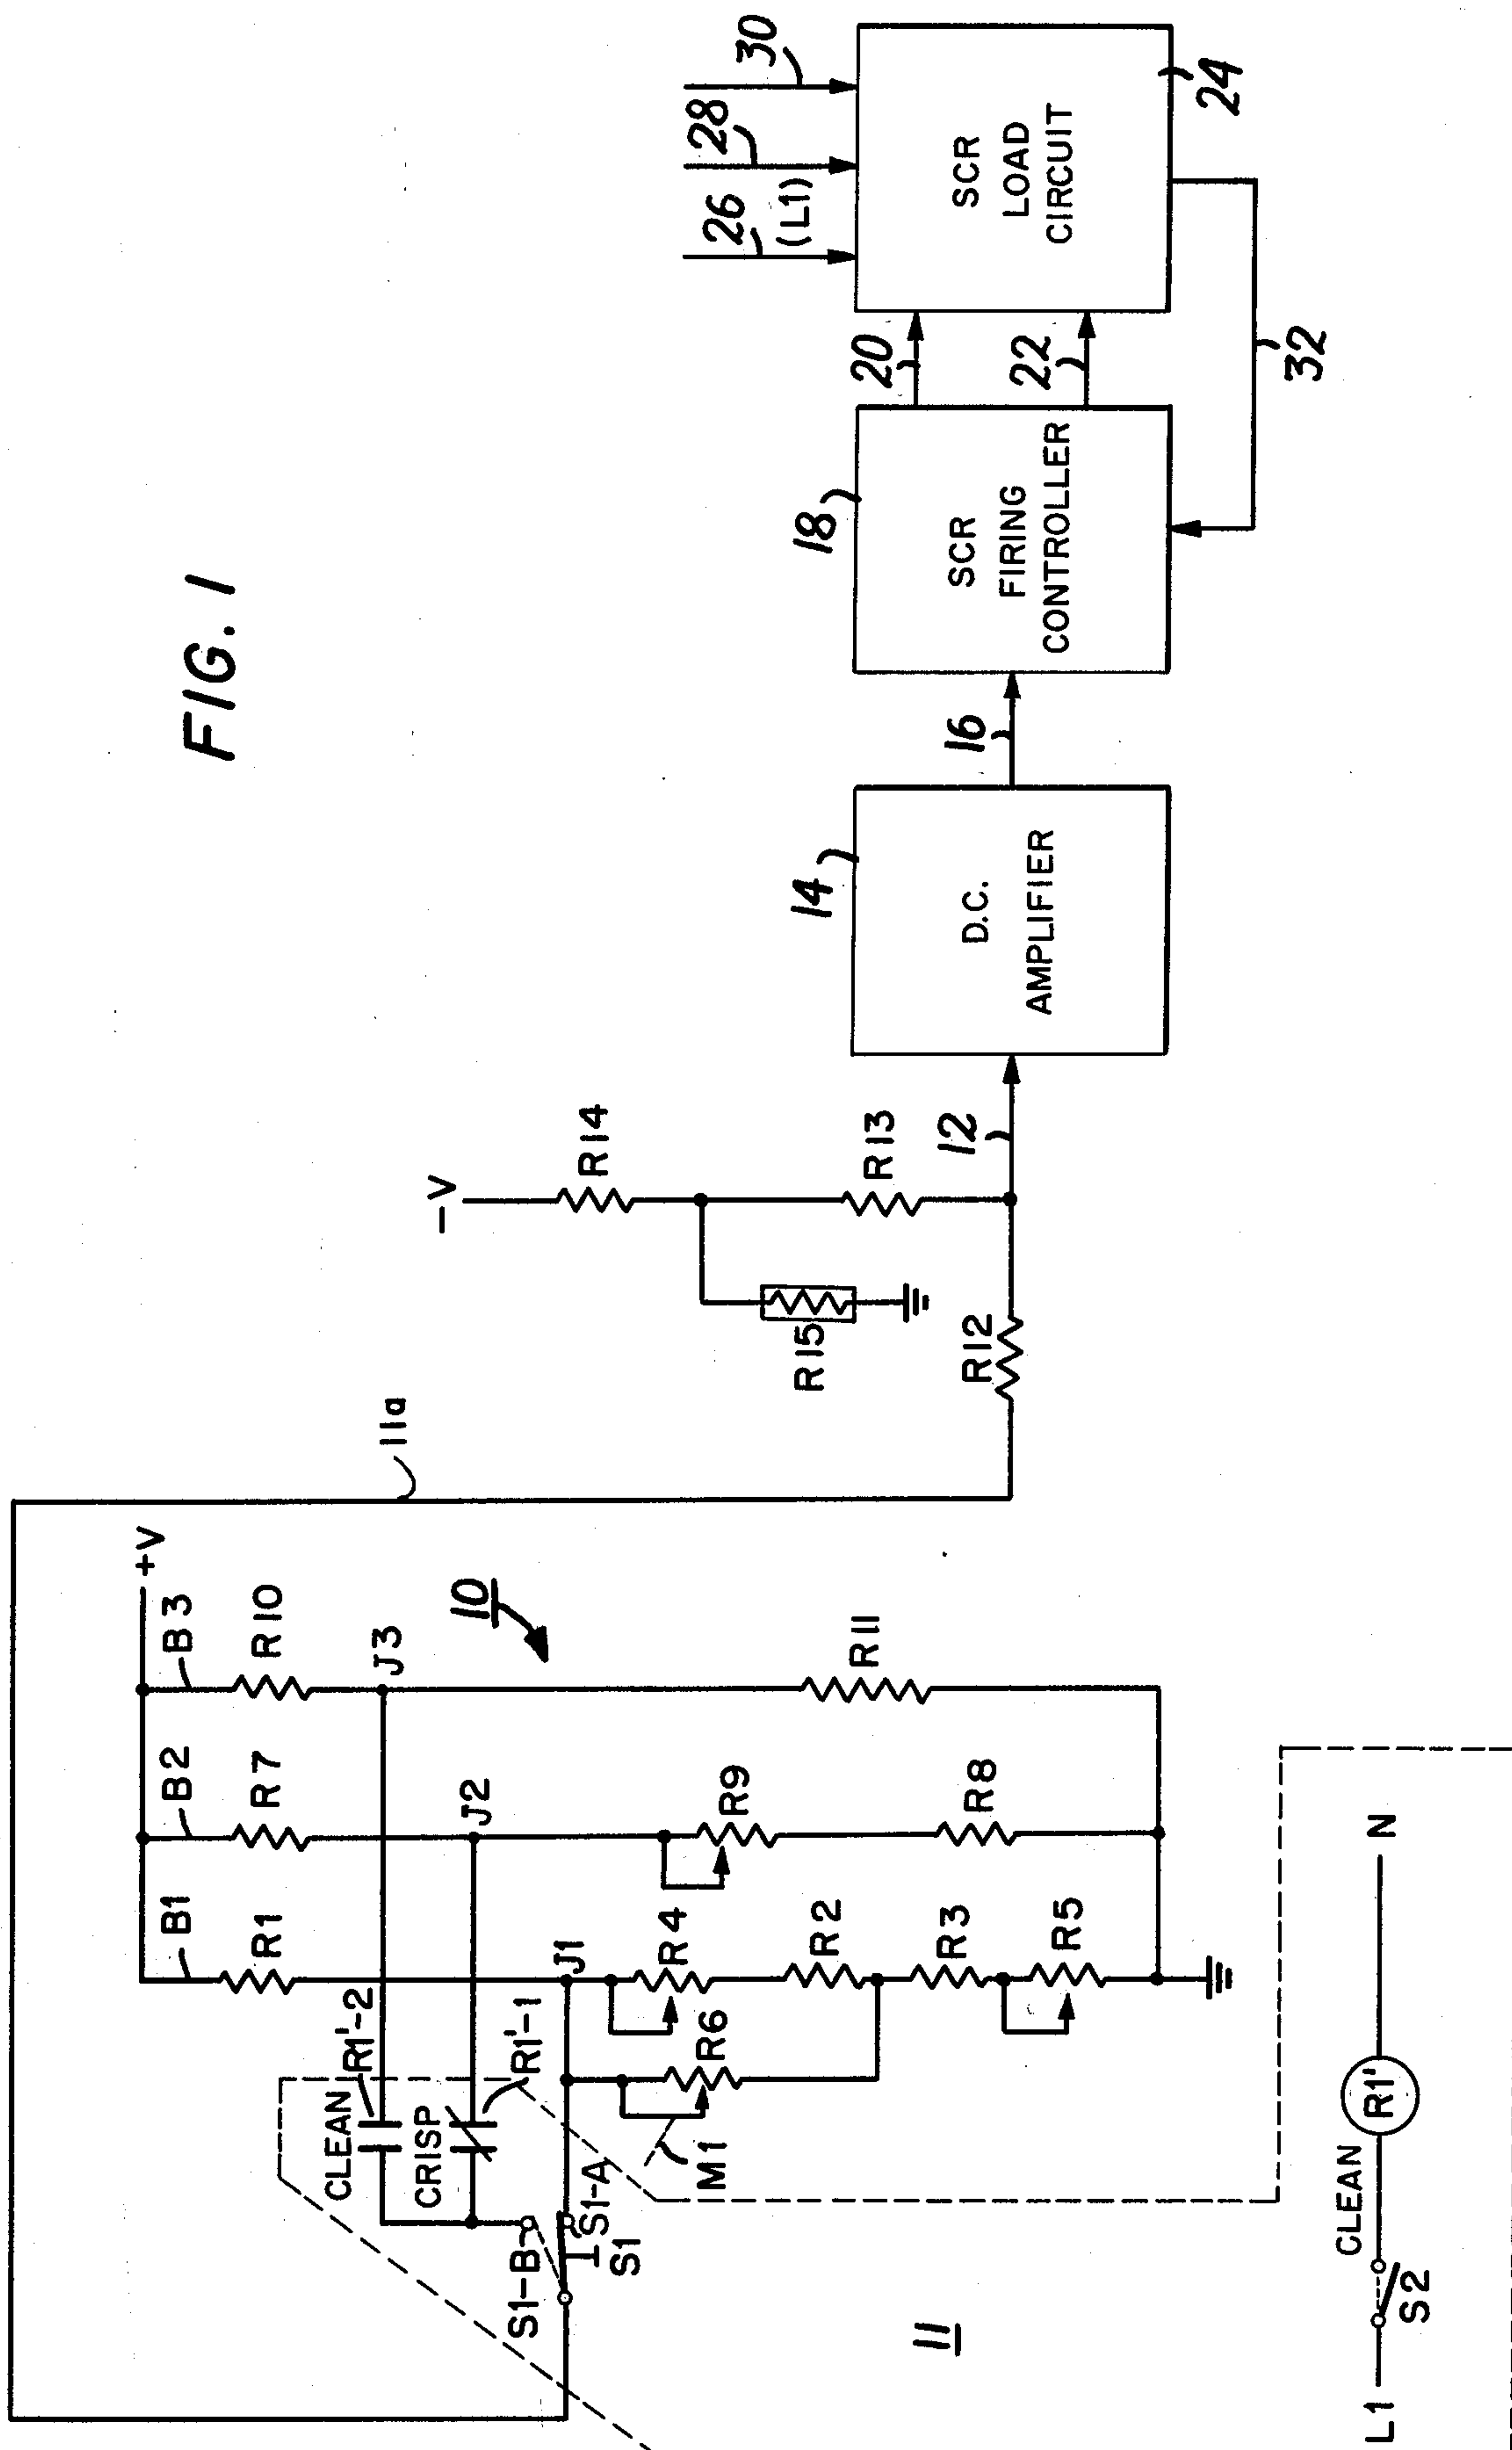 FIG. 1
11a
+V
B1
B2
B3
R1
R7
R10
10
J3
J2
J1
CLEAN
R1'-2
CRISP
R1'-1
S1-B
S1-A
S1
M1
R6
R4
R9
R11
R2
R8
R3
R5
11
L1
S2
CLEAN
R1'
N
-V
R14
R15
R13
R12
12
14
D.C.
AMPLIFIER
16
18
SCR
FIRING
CONTROLLER
20
22
26
(L1)
28
30
SCR
LOAD
CIRCUIT
24
32